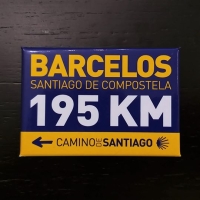 BARCELOS
SANTIAGO DE COMPOSTELA
195 KM
CAMINO DE SANTIAGO